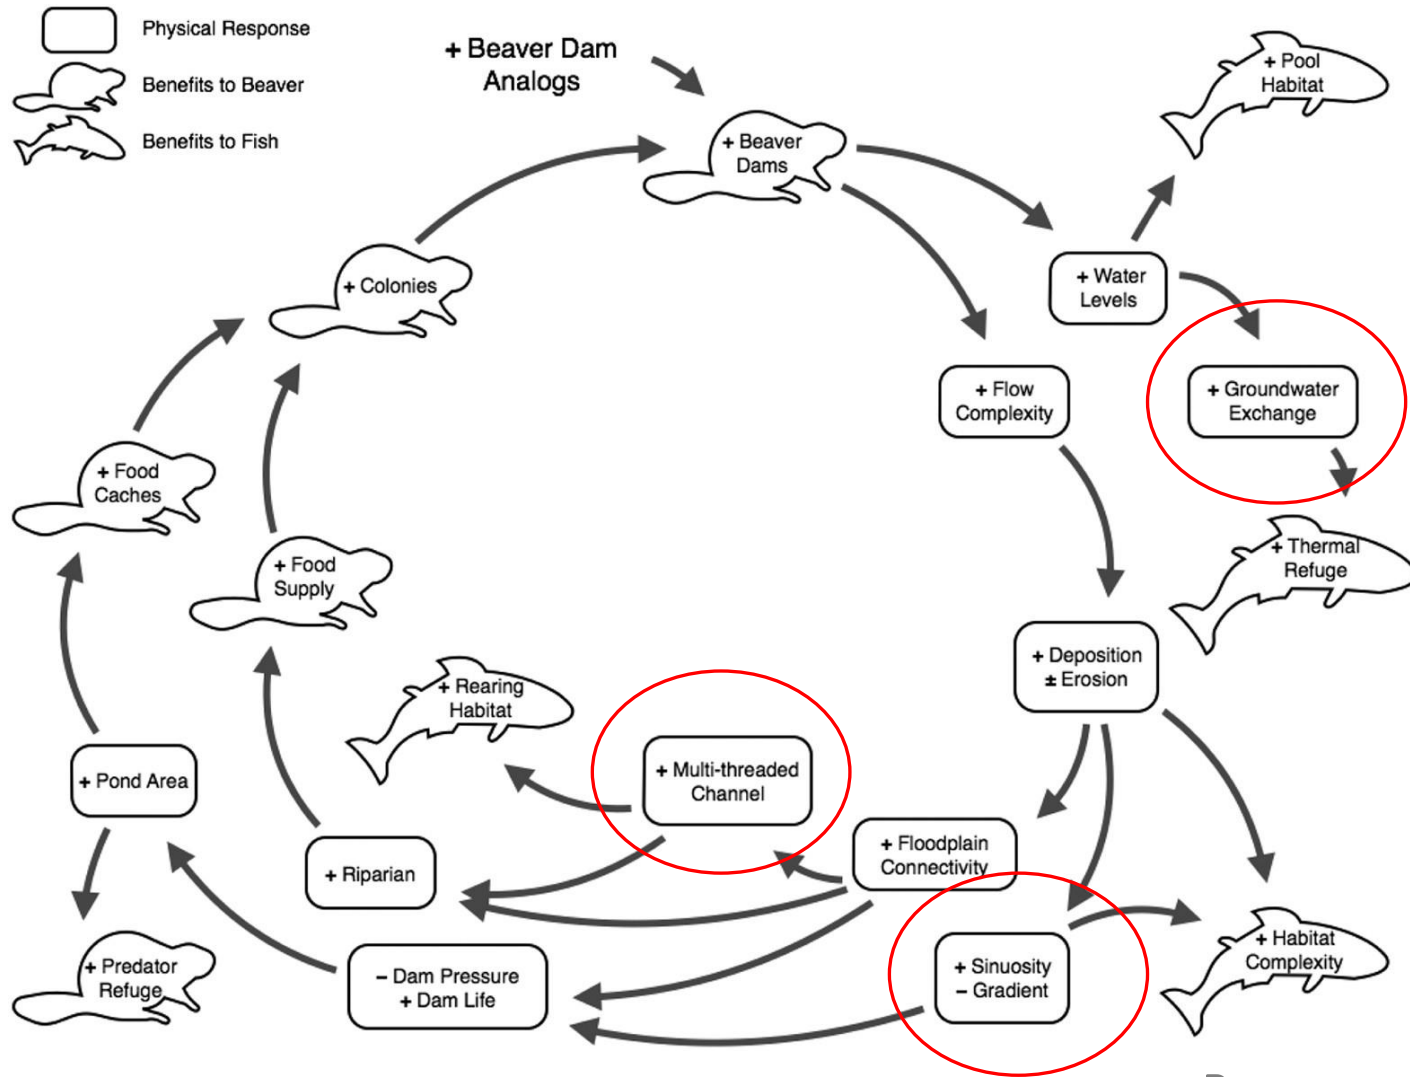 Physical Response
Benefits to Beaver
Benefits to Fish
+ Beaver Dam
Analogs
+ Pool
Habitat
+ Beaver
Dams
+ Water
Levels
+ Colonies
+ Flow
Complexity
+ Groundwater
Exchange
+ Food
Caches
+ Food
Supply
+ Thermal
Refuge
+ Deposition
± Erosion
+ Rearing
Habitat
+ Multi-threaded
Channel
+ Pond Area
+ Floodplain
Connectivity
+ Riparian
+ Predator
Refuge
– Dam Pressure
+ Dam Life
+ Sinuosity
– Gradient
+ Habitat
Complexity